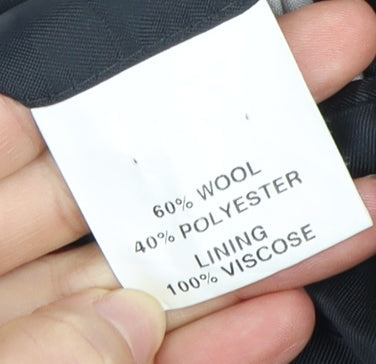 60% WOOL
40% POLYESTER
LINING
100% VISCOSE